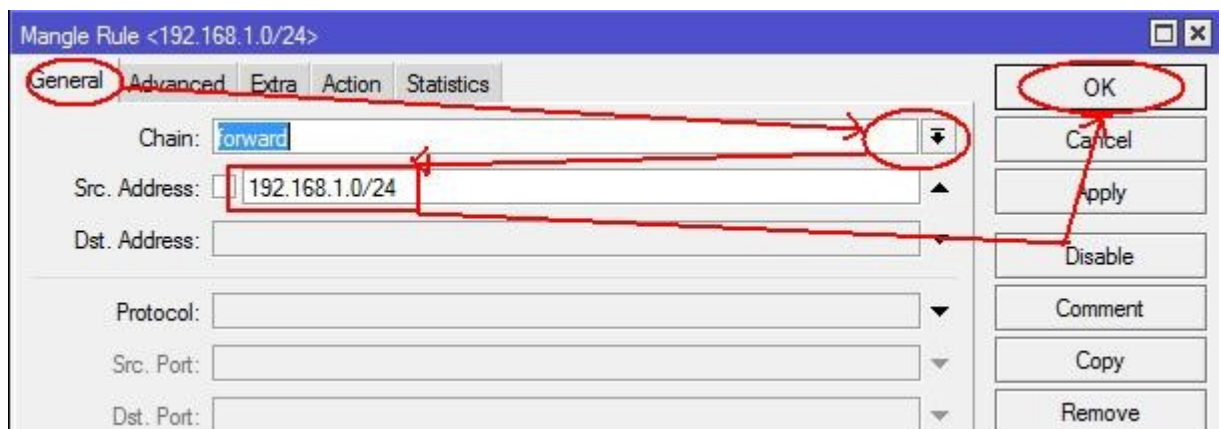 Mangle Rule <192.168.1.0/24>
General Advanced Extra Action Statistics
OK
Chain: forward
Cancel
Src. Address: 192.168.1.0/24
Apply
Dst. Address:
Disable
Protocol:
Comment
Src. Port:
Copy
Dst. Port:
Remove